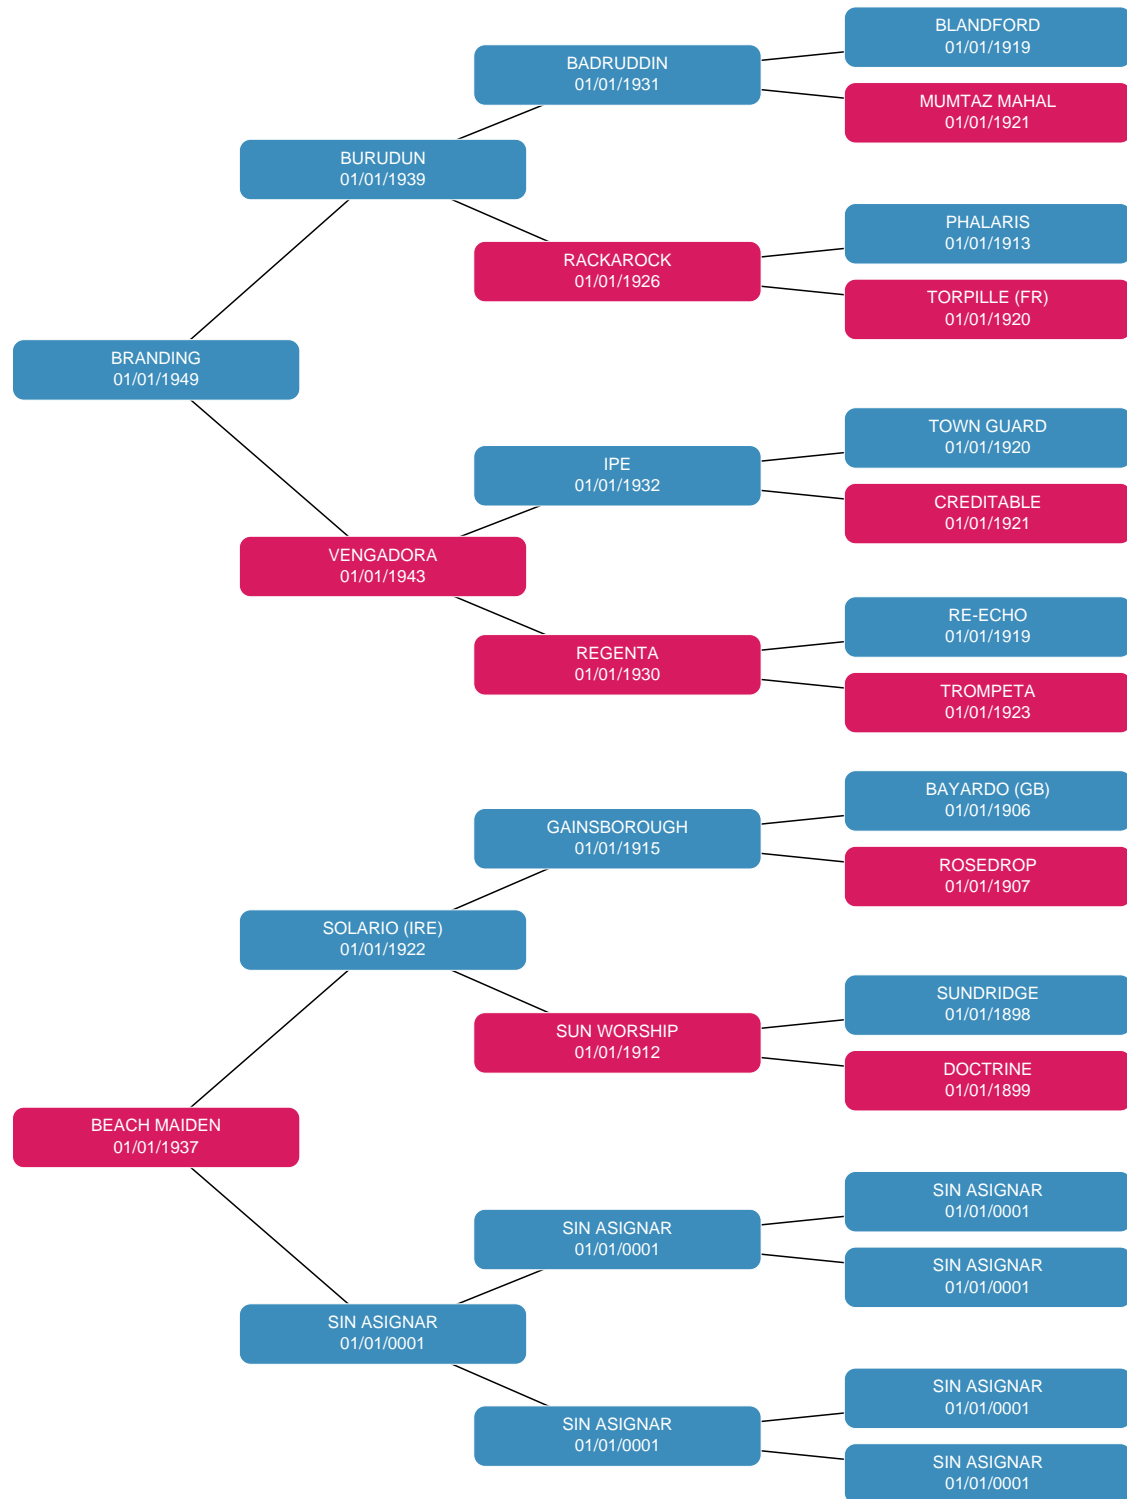 BLANDFORD
01/01/1919
BADRUDDIN
01/01/1931
MUMTAZ MAHAL
01/01/1921
BURUDUN
01/01/1939
PHALARIS
01/01/1913
RACKAROCK
01/01/1926
TORPILLE (FR)
01/01/1920
BRANDING
01/01/1949
TOWN GUARD
01/01/1920
IPE
01/01/1932
CREDITABLE
01/01/1921
VENGADORA
01/01/1943
RE-ECHO
01/01/1919
REGENTA
01/01/1930
TROMPETA
01/01/1923
BAYARDO (GB)
01/01/1906
GAINSBOROUGH
01/01/1915
ROSEDROP
01/01/1907
SOLARIO (IRE)
01/01/1922
SUNDRIDGE
01/01/1898
SUN WORSHIP
01/01/1912
DOCTRINE
01/01/1899
BEACH MAIDEN
01/01/1937
SIN ASIGNAR
01/01/0001
SIN ASIGNAR
01/01/0001
SIN ASIGNAR
01/01/0001
SIN ASIGNAR
01/01/0001
SIN ASIGNAR
01/01/0001
SIN ASIGNAR
01/01/0001
SIN ASIGNAR
01/01/0001